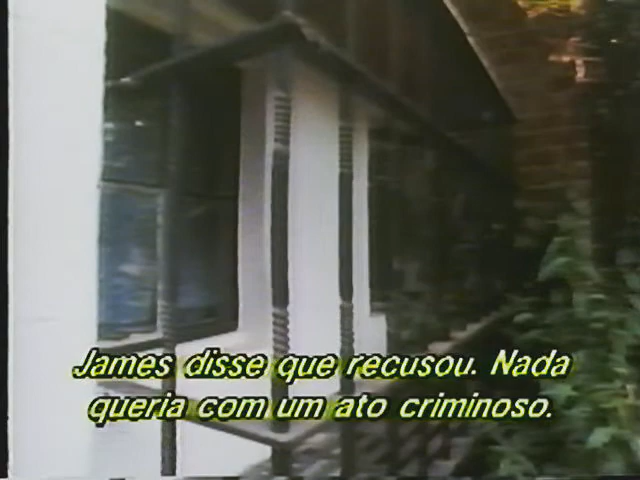 James disse que recusou. Nada
queria com um ato criminoso.